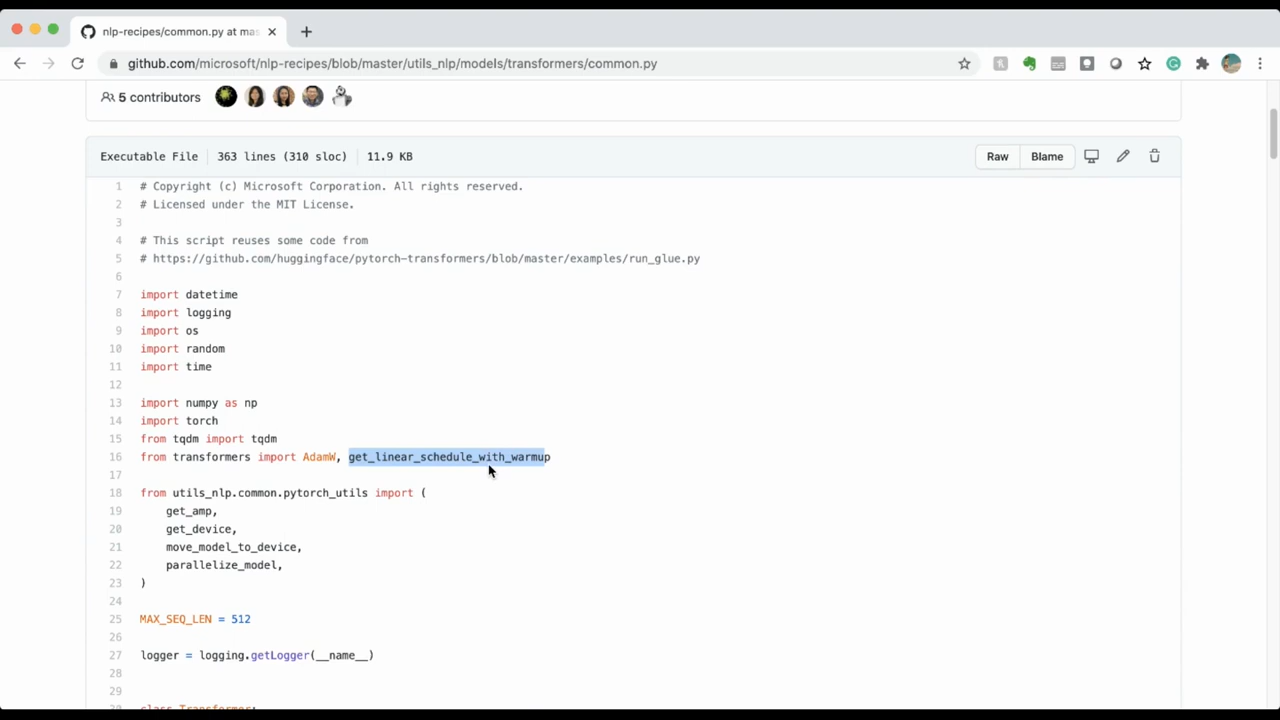 nlp-recipes/common.py at mas
github.com/microsoft/nlp-recipes/blob/master/utils_nlp/models/transformers/common.py
5 contributors
Executable File 363 lines (310 sloc) 11.9 KB Raw Blame
1 # Copyright (c) Microsoft Corporation. All rights reserved.
2 # Licensed under the MIT License.
3
4 # This script reuses some code from
5 # https://github.com/huggingface/pytorch-transformers/blob/master/examples/run_glue.py
6
7 import datetime
8 import logging
9 import os
10 import random
11 import time
12
13 import numpy as np
14 import torch
15 from tqdm import tqdm
16 from transformers import AdamW, get_linear_schedule_with_warmup
17
18 from utils_nlp.common.pytorch_utils import (
19 get_amp,
20 get_device,
21 move_model_to_device,
22 parallelize_model,
23 )
24
25 MAX_SEQ_LEN = 512
26
27 logger = logging.getLogger(__name__)
28
29
30 class Transformer: